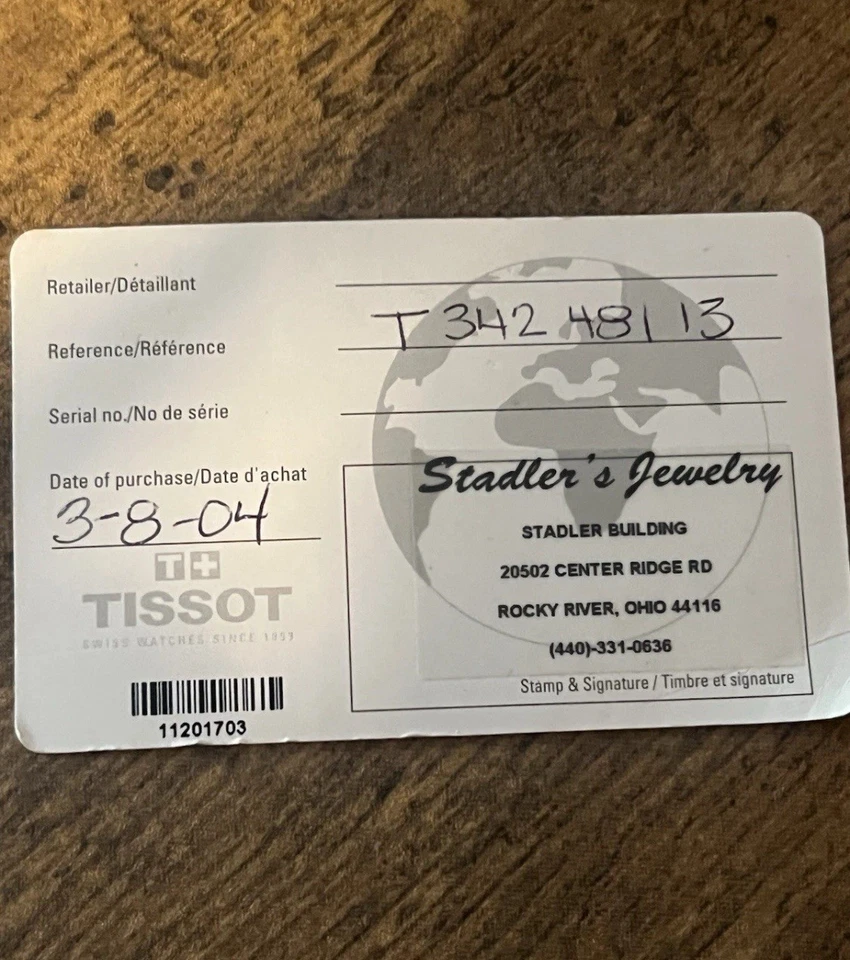 Retailer/Détaillant
Reference/Référence T 342 481 13
Serial no./No de série
Date of purchase/Date d'achat
3-8-04
T+
TISSOT
SWISS WATCHES SINCE 1853
11201703
Stadler's Jewelry
STADLER BUILDING
20502 CENTER RIDGE RD
ROCKY RIVER, OHIO 44116
(440)-331-0636
Stamp & Signature / Timbre et signature